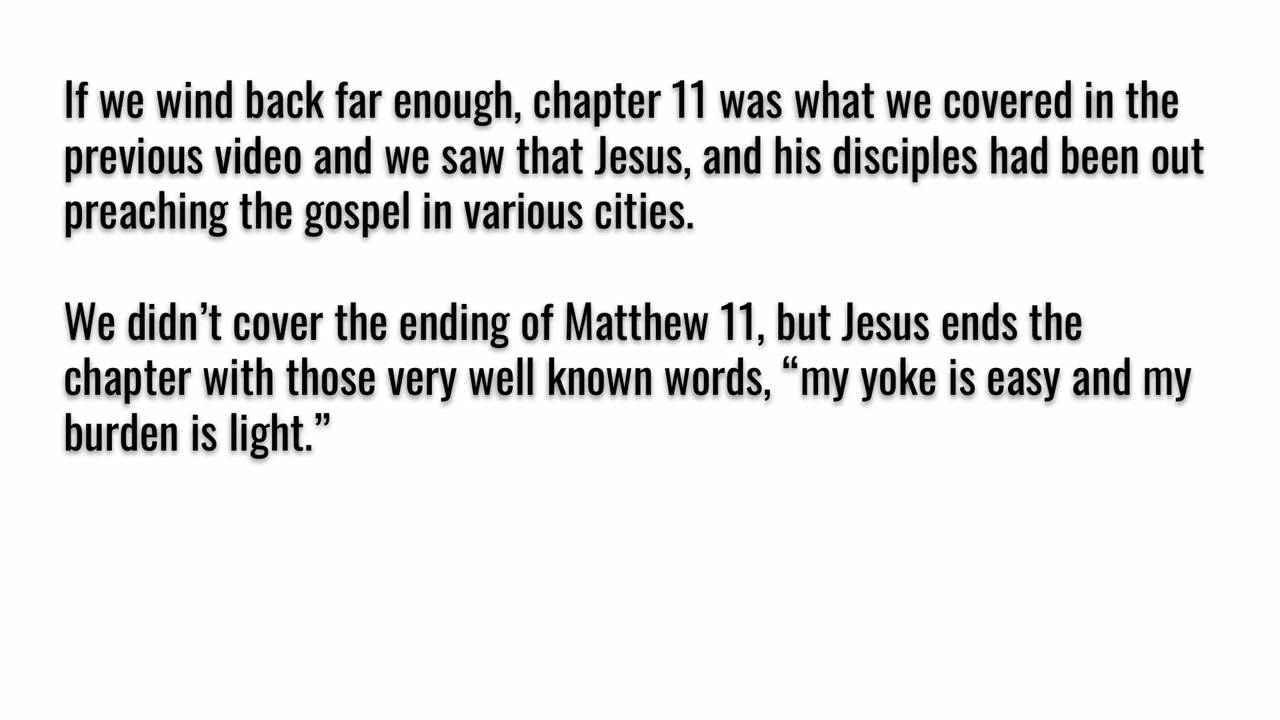 If we wind back far enough, chapter 11 was what we covered in the
previous video and we saw that Jesus, and his disciples had been out
preaching the gospel in various cities.
We didn’t cover the ending of Matthew 11, but Jesus ends the
chapter with those very well known words, “my yoke is easy and my
burden is light.”